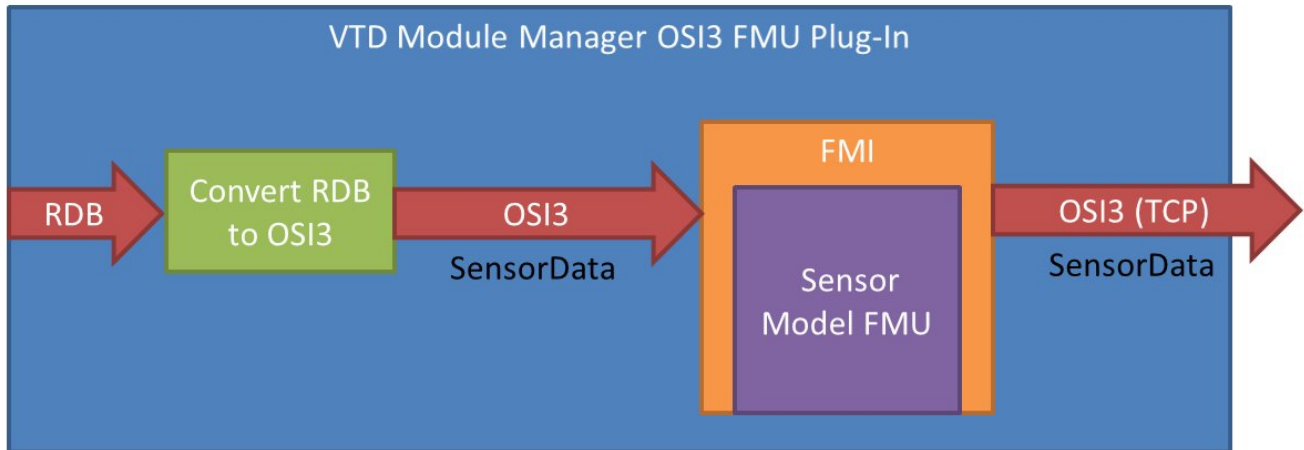 VTD Module Manager OSI3 FMU Plug-In
FMI
RDB
Convert RDB
to OSI3
OSI3
SensorData
Sensor
Model FMU
OSI3 (TCP)
SensorData